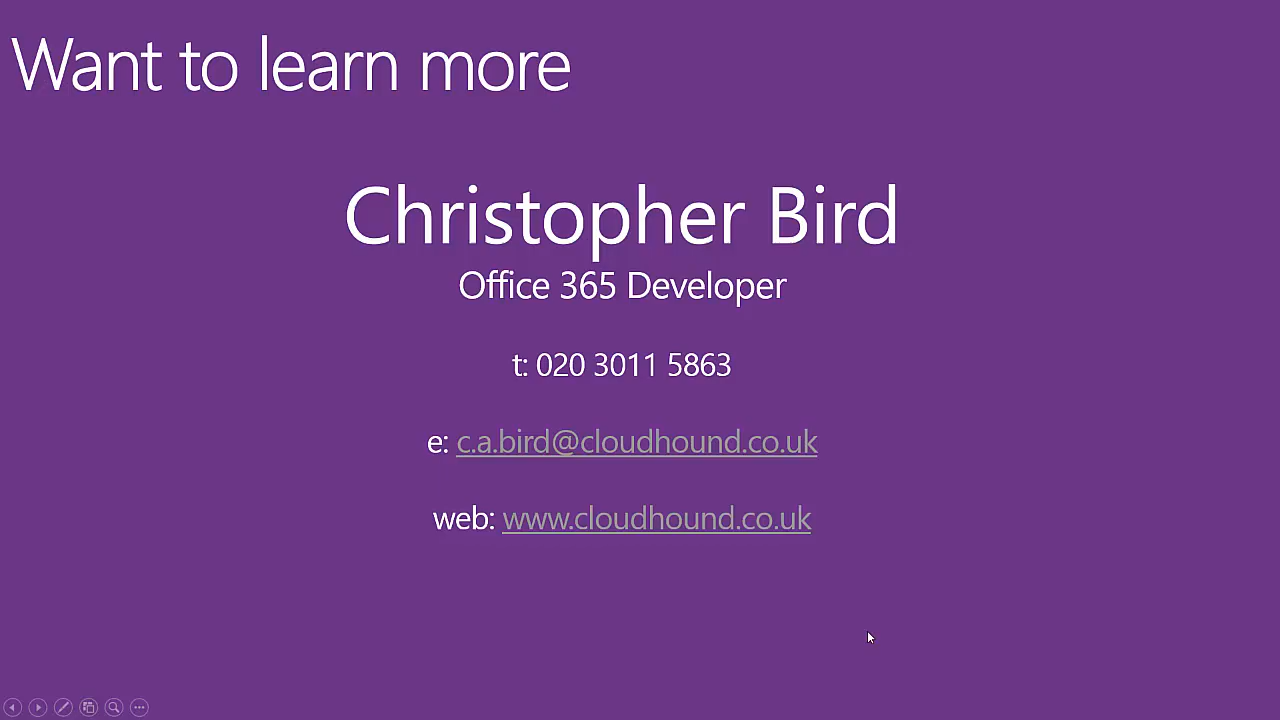 Want to learn more
Christopher Bird
Office 365 Developer
t: 020 3011 5863
e: c.a.bird@cloudhound.co.uk
web: www.cloudhound.co.uk